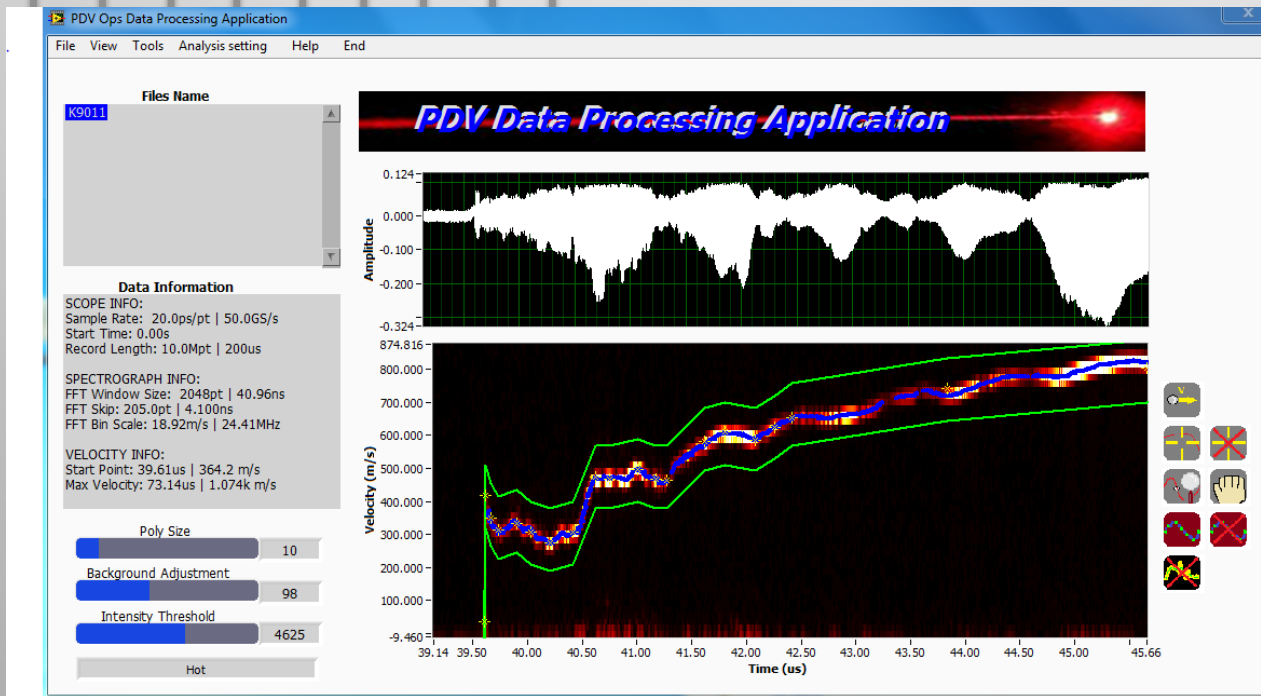 PDV Ops Data Processing Application
File View Tools Analysis setting Help End
Files Name
K9011
PDV Data Processing Application
Data Information
SCOPE INFO:
Sample Rate: 20.0ps/pt | 50.0GS/s
Start Time: 0.00s
Record Length: 10.0Mpt | 200us
SPECTROGRAPH INFO:
FFT Window Size: 2048pt | 40.96ns
FFT Skip: 205.0pt | 4.100ns
FFT Bin Scale: 18.92m/s | 24.41MHz
VELOCITY INFO:
Start Point: 39.61us | 364.2 m/s
Max Velocity: 73.14us | 1.074k m/s
Poly Size
10
Background Adjustment
98
Intensity Threshold
4625
Hot
Amplitude
0.124
0.000
-0.100
-0.200
-0.324
Velocity (m/s)
874.816
800.000
700.000
600.000
500.000
400.000
300.000
200.000
100.000
-9.460
39.14 39.50 40.00 40.50 41.00 41.50 42.00 42.50 43.00 43.50 44.00 44.50 45.00 45.66
Time (us)
V